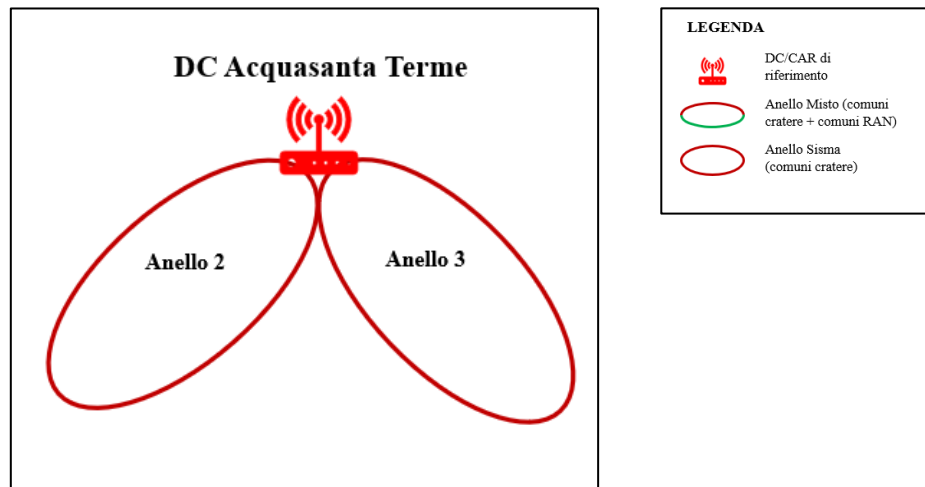 DC Acquasanta Terme
Anello 2
Anello 3
LEGENDA
DC/CAR di
riferimento
Anello Misto (comuni
cratere + comuni RAN)
Anello Sisma
(comuni cratere)